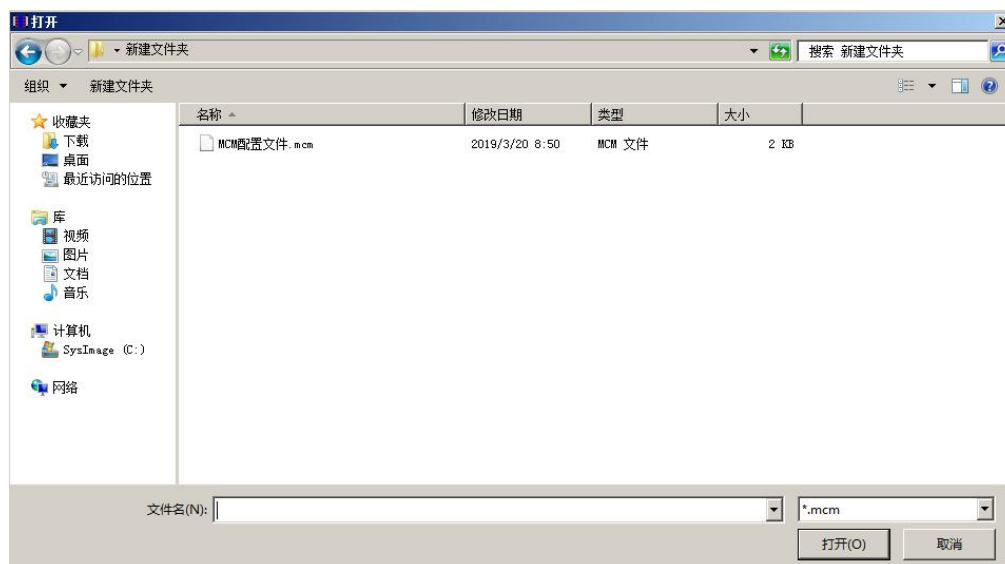 打开
新建文件夹
搜索 新建文件夹
组织 新建文件夹
名称 修改日期 类型 大小
MCM配置文件.mcm 2019/3/20 8:50 MCM 文件 2 KB
收藏夹
下载
桌面
最近访问的位置
库
视频
图片
文档
音乐
计算机
SysImage (C:)
网络
文件名(N): *.mcm
打开(O) 取消